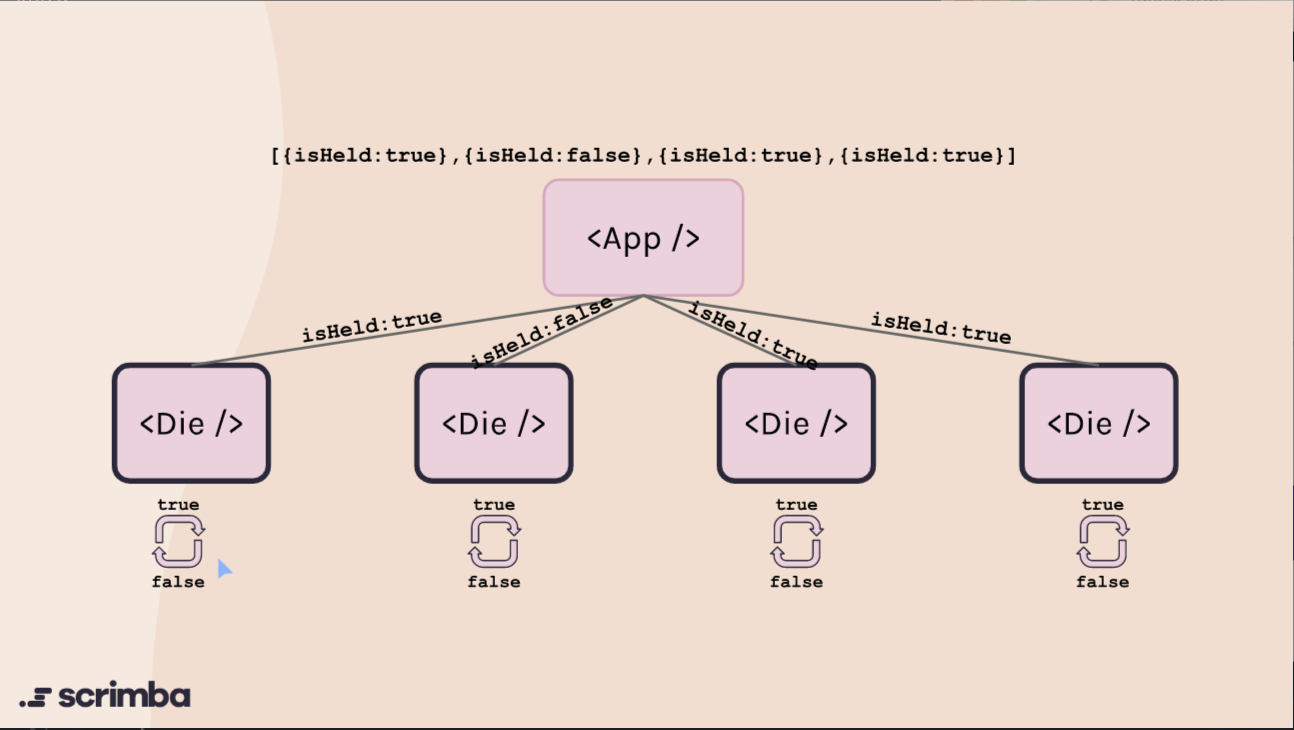 [{isHeld:true},{isHeld:false},{isHeld:true},{isHeld:true}]
<App />
isHeld:true
isHeld:false
isHeld:true
isHeld:true
<Die />
<Die />
<Die />
<Die />
true
true
true
true
false
false
false
false
scrimba